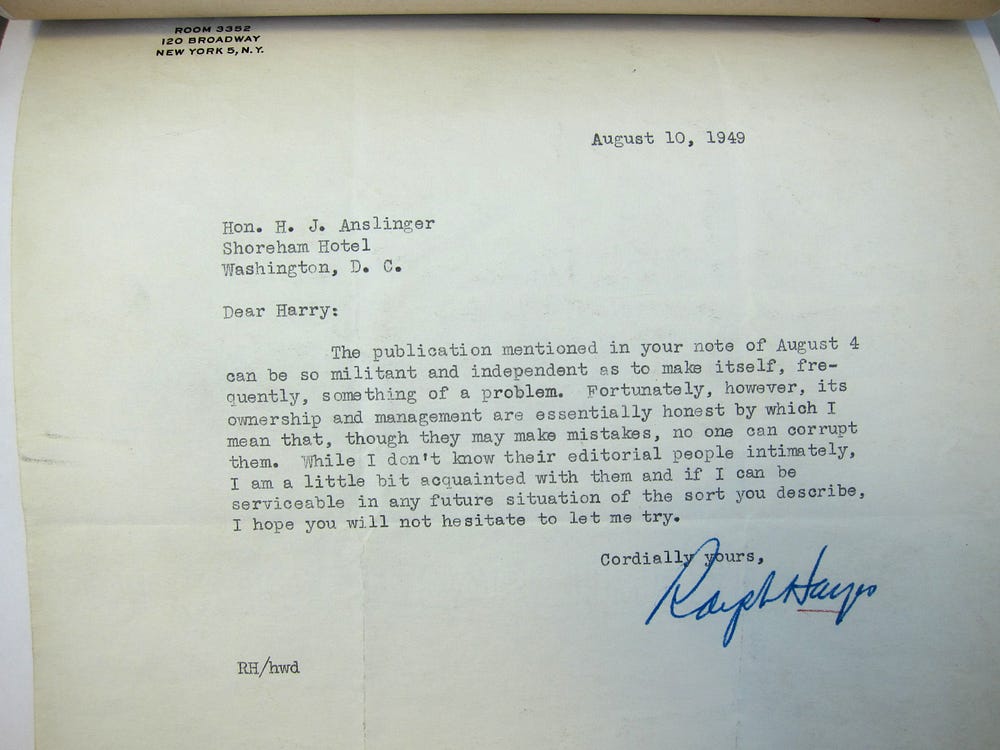 ROOM 3352
120 BROADWAY
NEW YORK 5, N.Y.
August 10, 1949
Hon. H. J. Anslinger
Shoreham Hotel
Washington, D. C.
Dear Harry:
The publication mentioned in your note of August 4
can be so militant and independent as to make itself, fre-
quently, something of a problem. Fortunately, however, its
ownership and management are essentially honest by which I
mean that, though they may make mistakes, no one can corrupt
them. While I don't know their editorial people intimately,
I am a little bit acquainted with them and if I can be
serviceable in any future situation of the sort you describe,
I hope you will not hesitate to let me try.
Cordially yours,
Ralph Hayes
RH/hwd